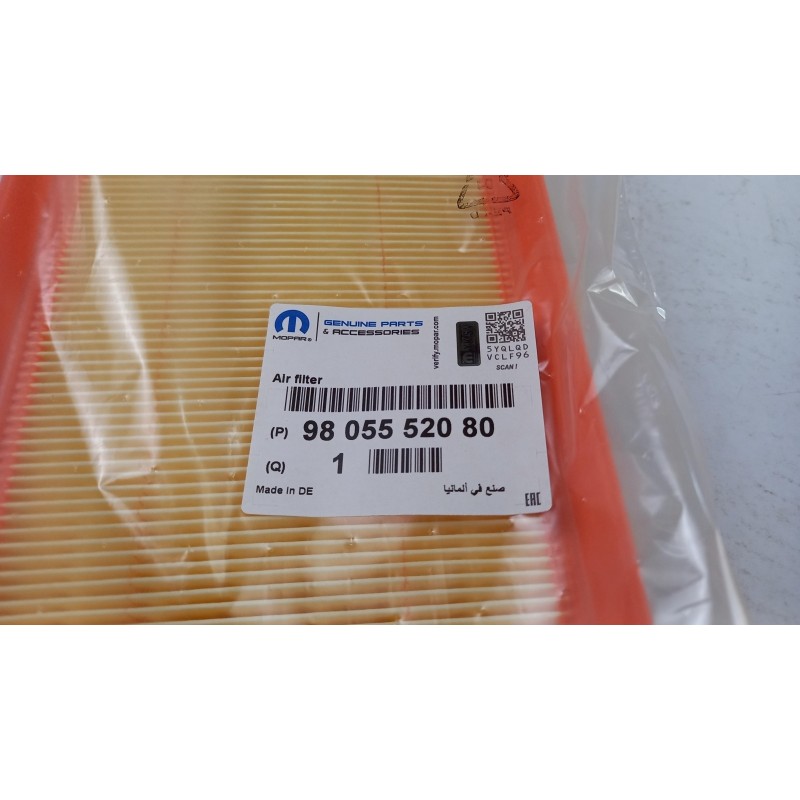 MOPAR®
GENUINE PARTS
& ACCESSORIES
verify.mopar.com
5YQLQD
VCLF96
SCAN!
Air filter
(P) 98 055 520 80
(Q) 1
Made in DE
صنع في ألمانيا
EAC